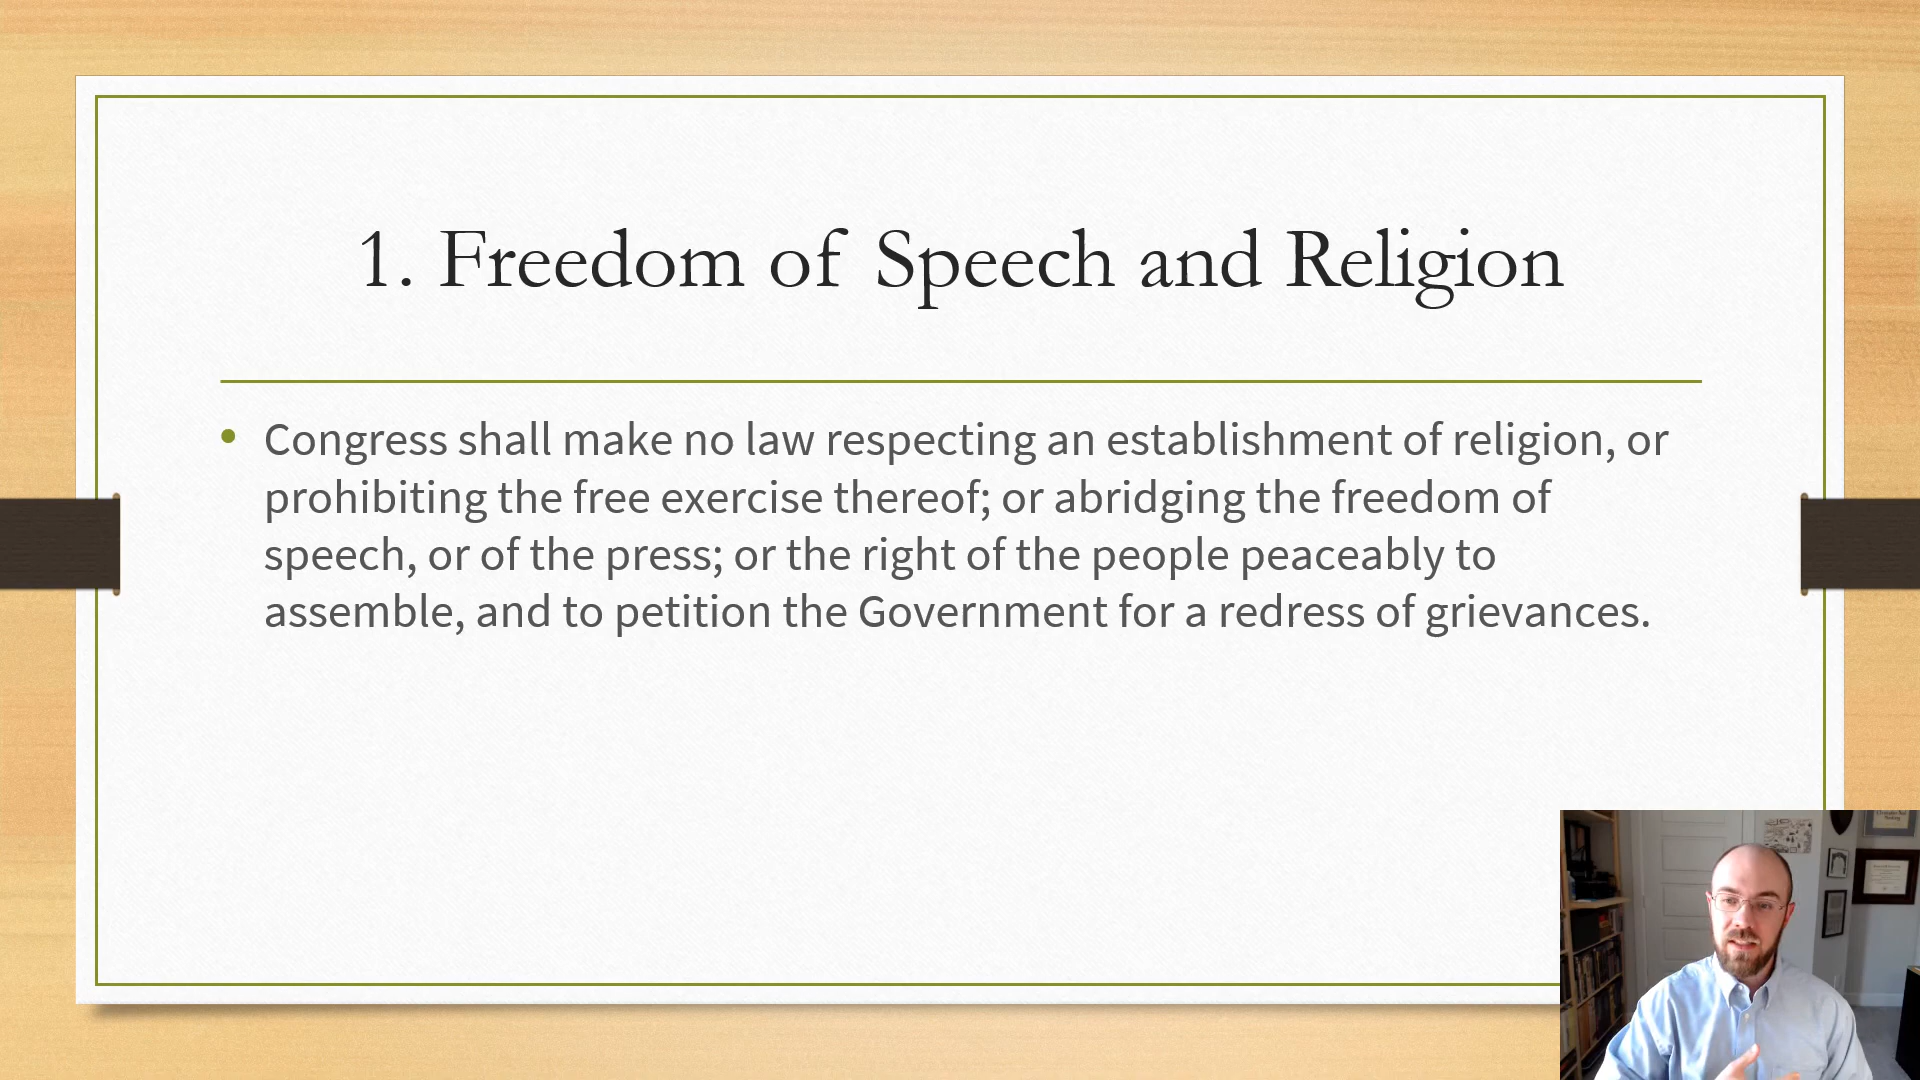 1. Freedom of Speech and Religion
• Congress shall make no law respecting an establishment of religion, or
prohibiting the free exercise thereof; or abridging the freedom of
speech, or of the press; or the right of the people peaceably to
assemble, and to petition the Government for a redress of grievances.